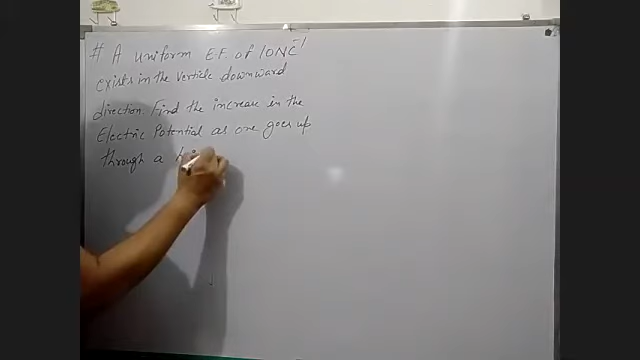 # A uniform E.F. of 10NC⁻¹
exists in the verticle downward
direction. Find the increase in the
Electric Potential as one goes up
through a